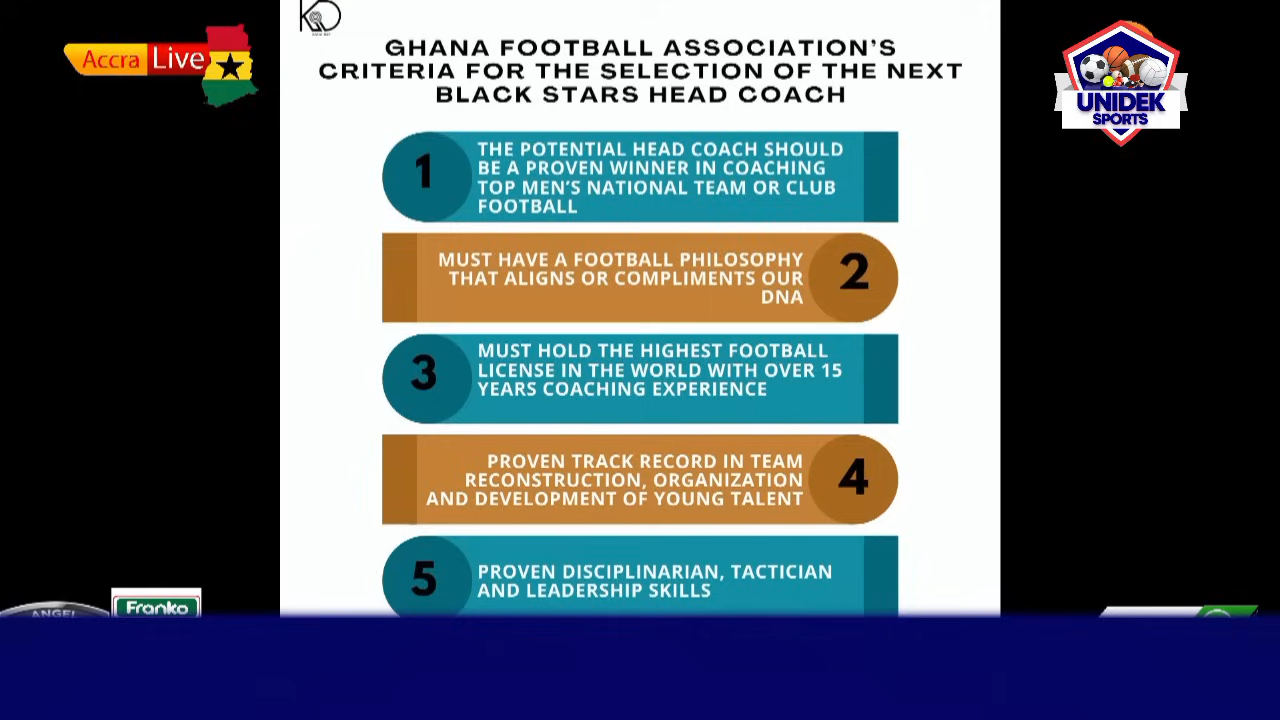 GHANA FOOTBALL ASSOCIATION'S
CRITERIA FOR THE SELECTION OF THE NEXT
BLACK STARS HEAD COACH
Accra Live
UNIDEK
SPORTS
1
THE POTENTIAL HEAD COACH SHOULD
BE A PROVEN WINNER IN COACHING
TOP MEN'S NATIONAL TEAM OR CLUB
FOOTBALL
MUST HAVE A FOOTBALL PHILOSOPHY
THAT ALIGNS OR COMPLIMENTS OUR
DNA
2
3
MUST HOLD THE HIGHEST FOOTBALL
LICENSE IN THE WORLD WITH OVER 15
YEARS COACHING EXPERIENCE
PROVEN TRACK RECORD IN TEAM
RECONSTRUCTION, ORGANIZATION
AND DEVELOPMENT OF YOUNG TALENT
4
5
PROVEN DISCIPLINARIAN, TACTICIAN
AND LEADERSHIP SKILLS
ANGEL
Franko